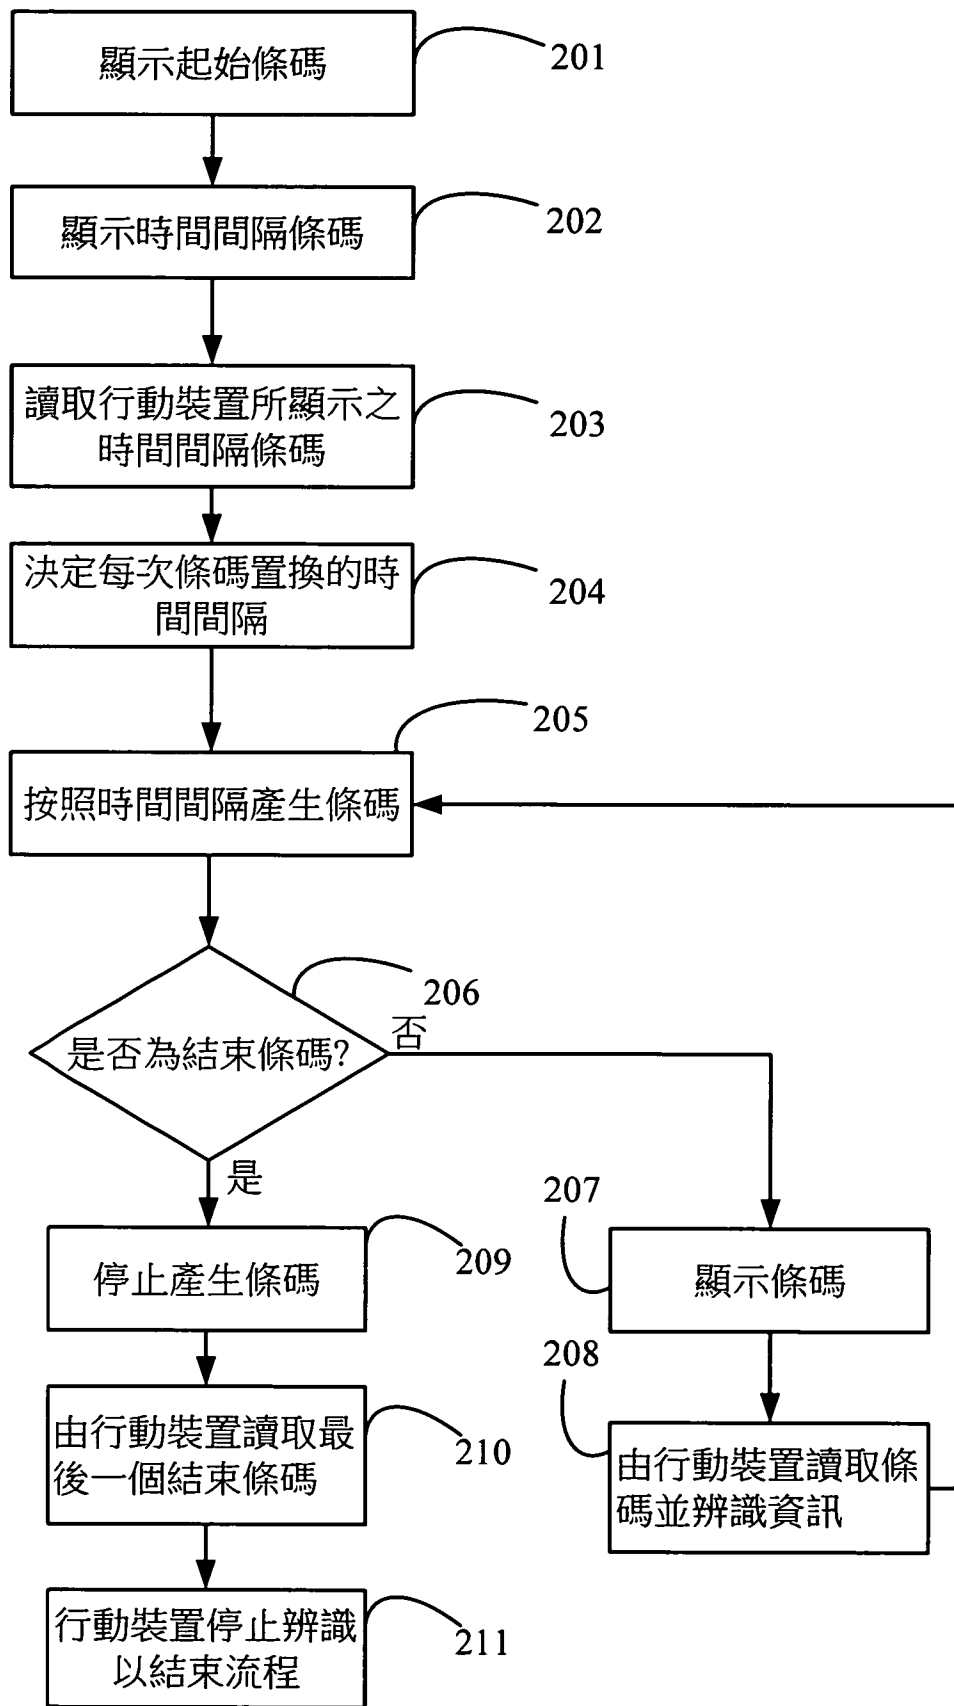 顯示起始條碼
201
顯示時間間隔條碼
202
讀取行動裝置所顯示之
時間間隔條碼
203
決定每次條碼置換的時
間間隔
204
205
按照時間間隔產生條碼
206
是否為結束條碼?
否
是
207
停止產生條碼
209
顯示條碼
208
由行動裝置讀取最
後一個結束條碼
210
由行動裝置讀取條
碼並辨識資訊
行動裝置停止辨識
以結束流程
211